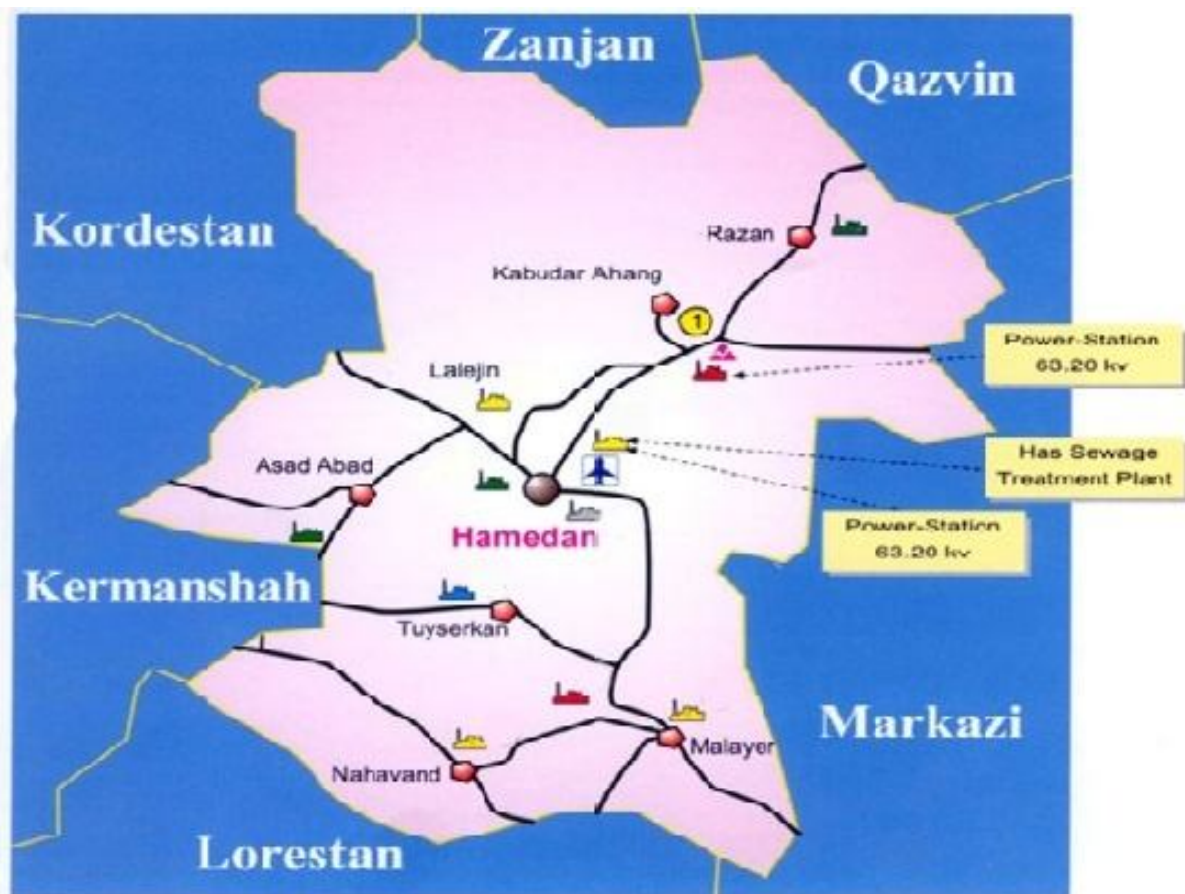 Zanjan
Qazvin
Kordestan
Razan
Kabudar Ahang
1
Power-Station
63.20 kv
Lalejin
Has Sewage
Treatment Plant
Asad Abad
Power-Station
63.20 kv
Hamedan
Kermanshah
Tuyserkan
Markazi
Malayer
Nahavand
Lorestan